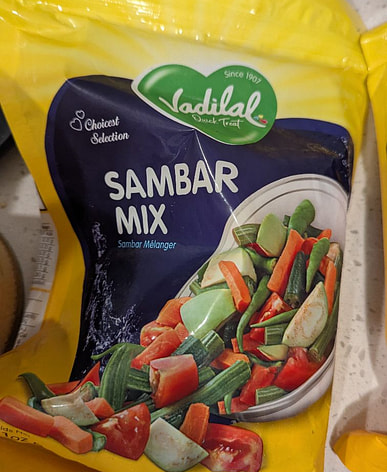 Since 1907
Vadilal
Quick Treat
Choicest
Selection
SAMBAR
MIX
Sambar Mélanger